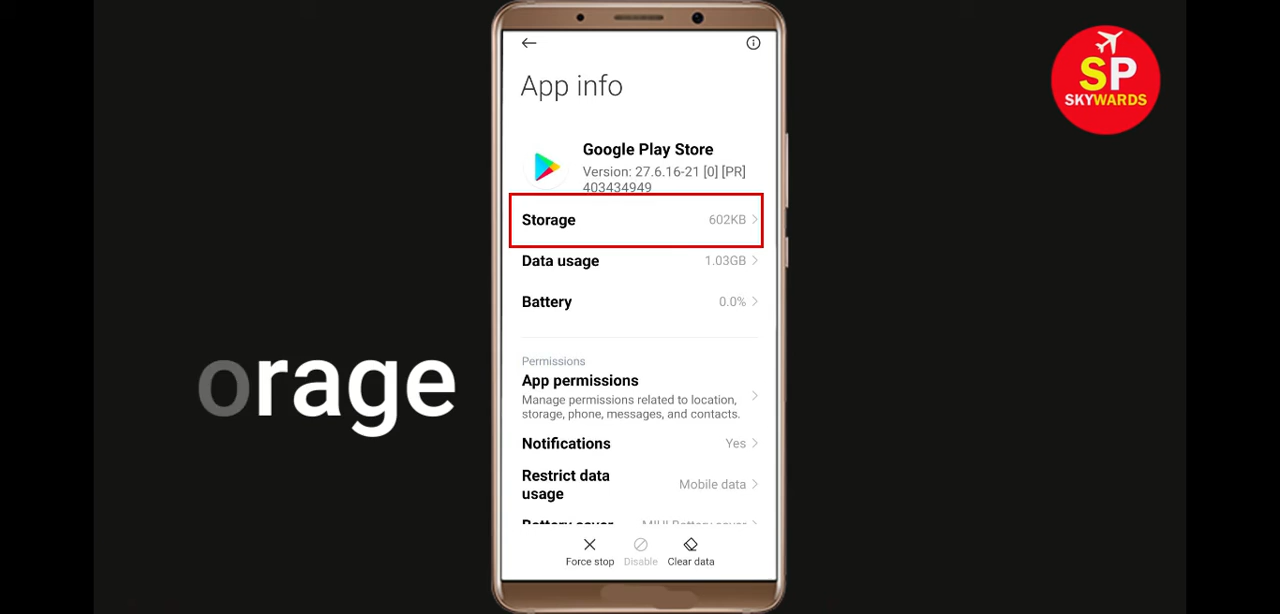 App info
SP
SKYWARDS
Google Play Store
Version: 27.6.16-21 [0] [PR]
403434949
Storage 602KB
Data usage 1.03GB
Battery 0.0%
orage
Permissions
App permissions
Manage permissions related to location,
storage, phone, messages, and contacts.
Notifications Yes
Restrict data
usage Mobile data
Battery saver MIUI Battery saver
Force stop Disable Clear data